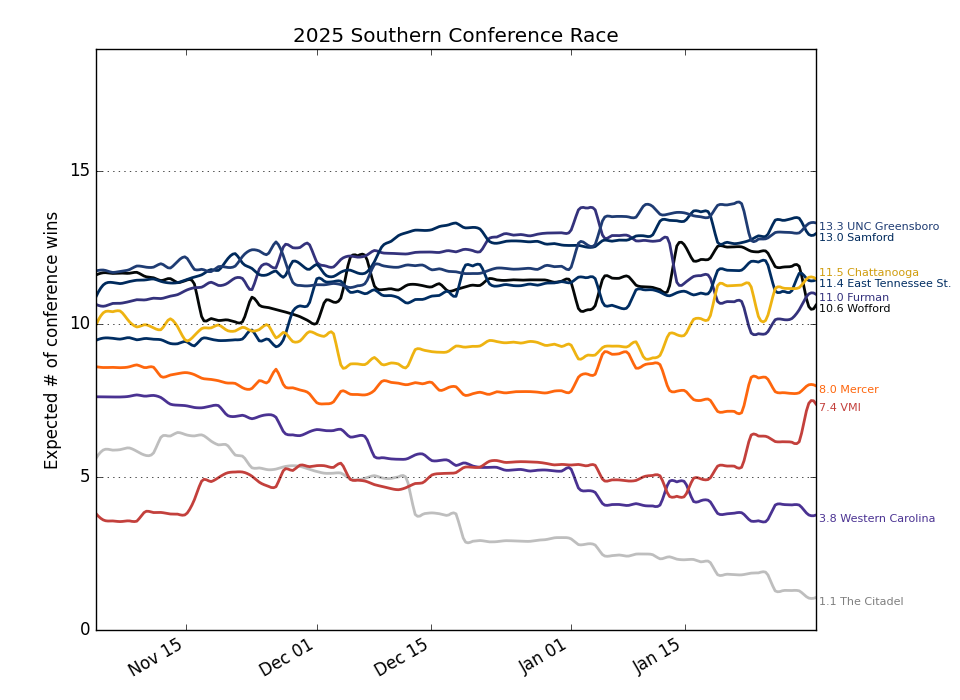 2025 Southern Conference Race
Expected # of conference wins
15
10
5
0
Nov 15
Dec 01
Dec 15
Jan 01
Jan 15
13.3 UNC Greensboro
13.0 Samford
11.5 Chattanooga
11.4 East Tennessee St.
11.0 Furman
10.6 Wofford
8.0 Mercer
7.4 VMI
3.8 Western Carolina
1.1 The Citadel